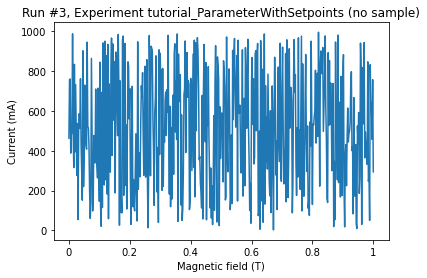 Run #3, Experiment tutorial_ParameterWithSetpoints (no sample)
1000
800
600
400
200
0
Current (mA)
0 0.2 0.4 0.6 0.8 1
Magnetic field (T)